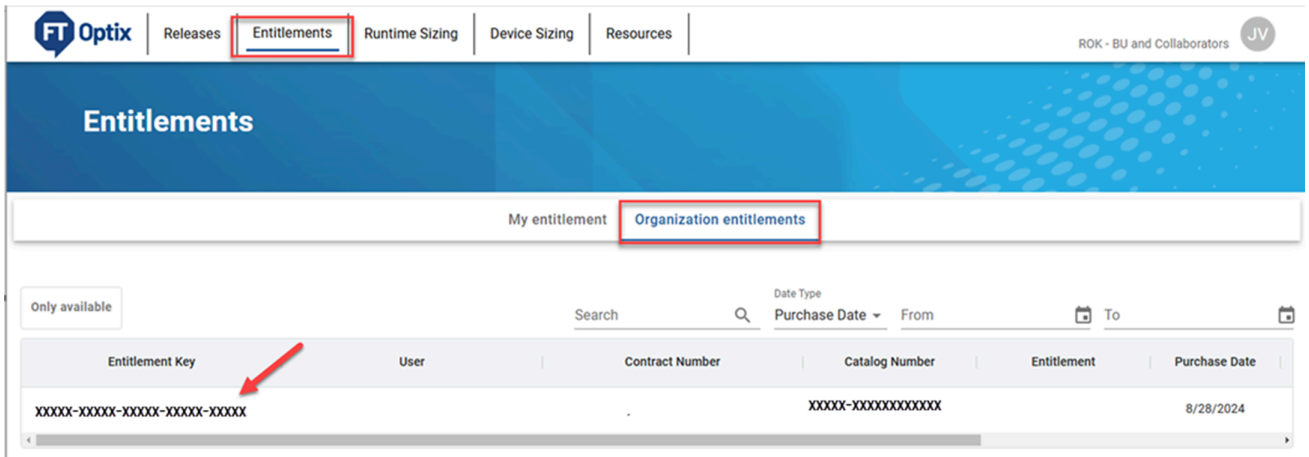 FT Optix Releases Entitlements Runtime Sizing Device Sizing Resources
ROK - BU and Collaborators JV
Entitlements
My entitlement Organization entitlements
Only available
Search
Date Type
Purchase Date From To
Entitlement Key User Contract Number Catalog Number Entitlement Purchase Date
XXXXX-XXXXX-XXXXX-XXXXX-XXXXX . XXXXX-XXXXXXXXXXXX 8/28/2024